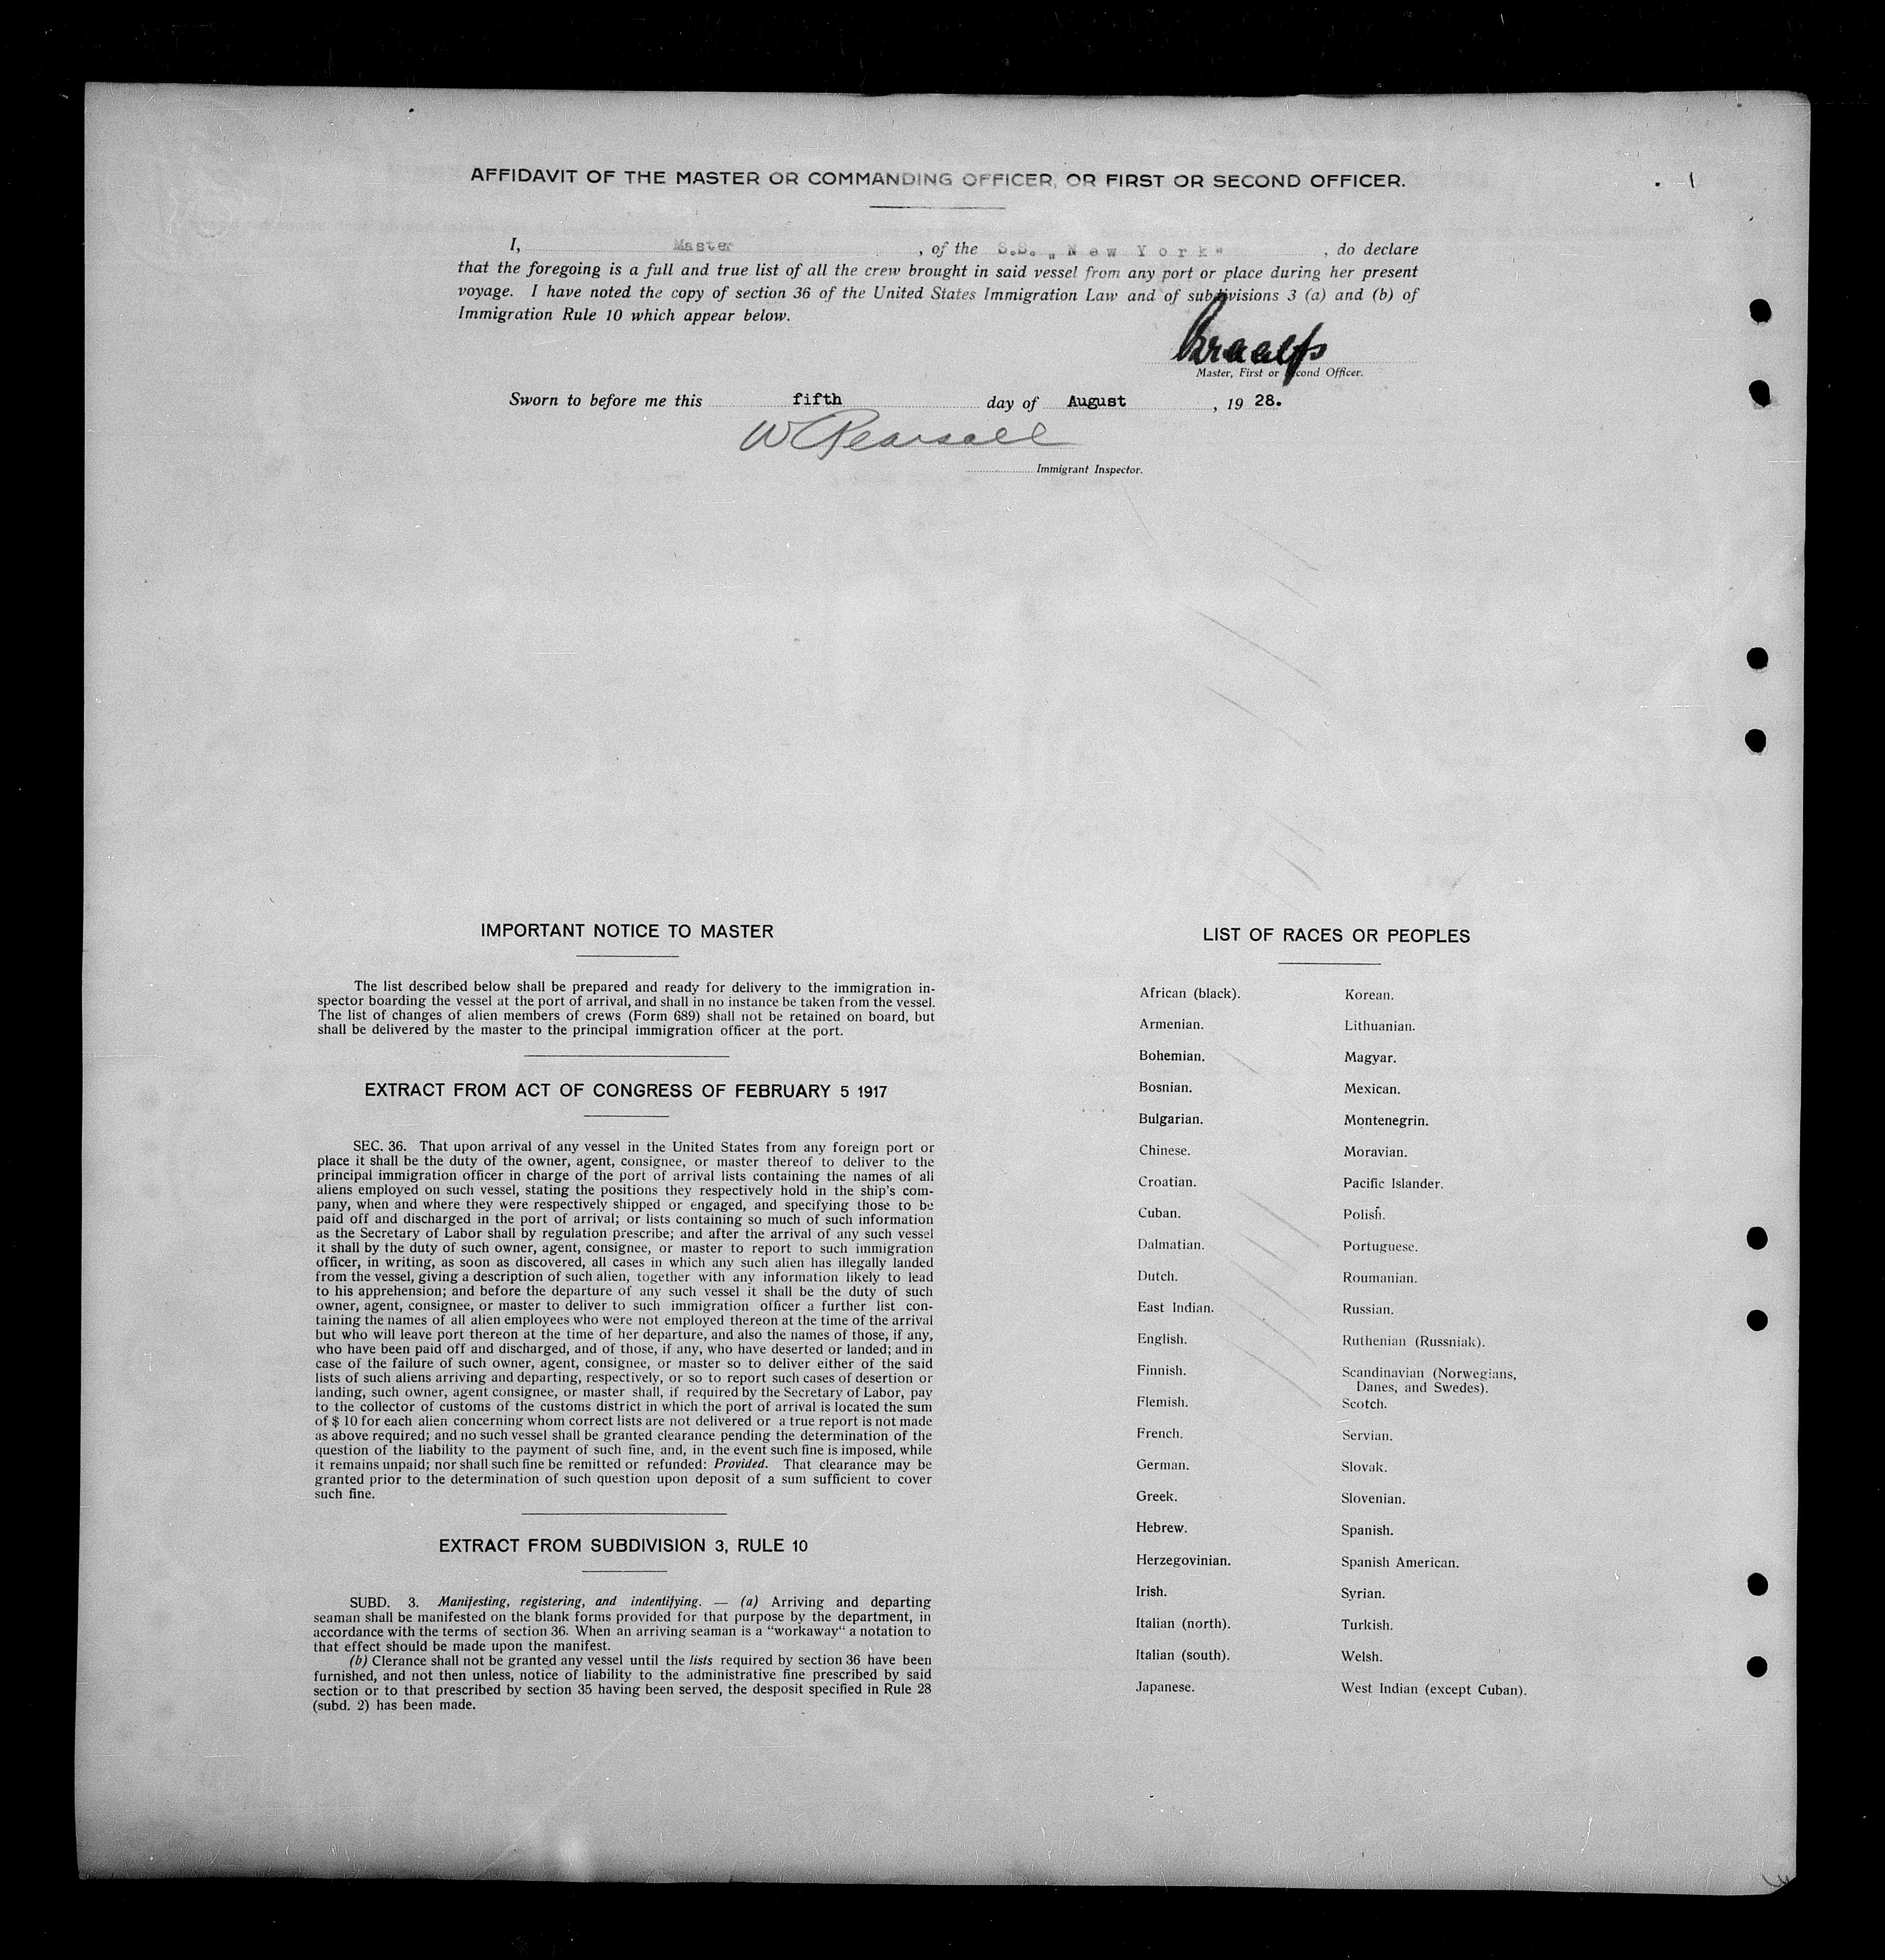 AFFIDAVIT OF THE MASTER OR COMMANDING OFFICER, OR FIRST OR SECOND OFFICER.
I, Master, of the S.S. „New York“, do declare
that the foregoing is a full and true list of all the crew brought in said vessel from any port or place during her present
voyage. I have noted the copy of section 36 of the United States Immigration Law and of subdivisions 3 (a) and (b) of
Immigration Rule 10 which appear below.
Master, First or Second Officer.
Sworn to before me this fifth day of August, 1928.
W Pearsall
Immigrant Inspector.
IMPORTANT NOTICE TO MASTER
The list described below shall be prepared and ready for delivery to the immigration in-
spector boarding the vessel at the port of arrival, and shall in no instance be taken from the vessel.
The list of changes of alien members of crews (Form 689) shall not be retained on board, but
shall be delivered by the master to the principal immigration officer at the port.
EXTRACT FROM ACT OF CONGRESS OF FEBRUARY 5 1917
SEC. 36. That upon arrival of any vessel in the United States from any foreign port or
place it shall be the duty of the owner, agent, consignee, or master thereof to deliver to the
principal immigration officer in charge of the port of arrival lists containing the names of all
aliens employed on such vessel, stating the positions they respectively hold in the ship's com-
pany, when and where they were respectively shipped or engaged, and specifying those to be
paid off and discharged in the port of arrival; or lists containing so much of such information
as the Secretary of Labor shall by regulation prescribe; and after the arrival of any such vessel
it shall by the duty of such owner, agent, consignee, or master to report to such immigration
officer, in writing, as soon as discovered, all cases in which any such alien has illegally landed
from the vessel, giving a description of such alien, together with any information likely to lead
to his apprehension; and before the departure of any such vessel it shall be the duty of such
owner, agent, consignee, or master to deliver to such immigration officer a further list con-
taining the names of all alien employees who were not employed thereon at the time of the arrival
but who will leave port thereon at the time of her departure, and also the names of those, if any,
who have been paid off and discharged, and of those, if any, who have deserted or landed; and in
case of the failure of such owner, agent, consignee, or master so to deliver either of the said
lists of such aliens arriving and departing, respectively, or so to report such cases of desertion or
landing, such owner, agent consignee, or master shall, if required by the Secretary of Labor, pay
to the collector of customs of the customs district in which the port of arrival is located the sum
of $ 10 for each alien concerning whom correct lists are not delivered or a true report is not made
as above required; and no such vessel shall be granted clearance pending the determination of the
question of the liability to the payment of such fine, and, in the event such fine is imposed, while
it remains unpaid; nor shall such fine be remitted or refunded: Provided. That clearance may be
granted prior to the determination of such question upon deposit of a sum sufficient to cover
such fine.
EXTRACT FROM SUBDIVISION 3, RULE 10
SUBD. 3. Manifesting, registering, and indentifying. — (a) Arriving and departing
seaman shall be manifested on the blank forms provided for that purpose by the department, in
accordance with the terms of section 36. When an arriving seaman is a “workaway“ a notation to
that effect should be made upon the manifest.
(b) Clerance shall not be granted any vessel until the lists required by section 36 have been
furnished, and not then unless, notice of liability to the administrative fine prescribed by said
section or to that prescribed by section 35 having been served, the desposit specified in Rule 28
(subd. 2) has been made.
LIST OF RACES OR PEOPLES
African (black).
Armenian.
Bohemian.
Bosnian.
Bulgarian.
Chinese.
Croatian.
Cuban.
Dalmatian.
Dutch.
East Indian.
English.
Finnish.
Flemish.
French.
German.
Greek.
Hebrew.
Herzegovinian.
Irish.
Italian (north).
Italian (south).
Japanese.
Korean.
Lithuanian.
Magyar.
Mexican.
Montenegrin.
Moravian.
Pacific Islander.
Polish.
Portuguese.
Roumanian.
Russian.
Ruthenian (Russniak).
Scandinavian (Norwegians,
Danes, and Swedes).
Scotch.
Servian.
Slovak.
Slovenian.
Spanish.
Spanish American.
Syrian.
Turkish.
Welsh.
West Indian (except Cuban).